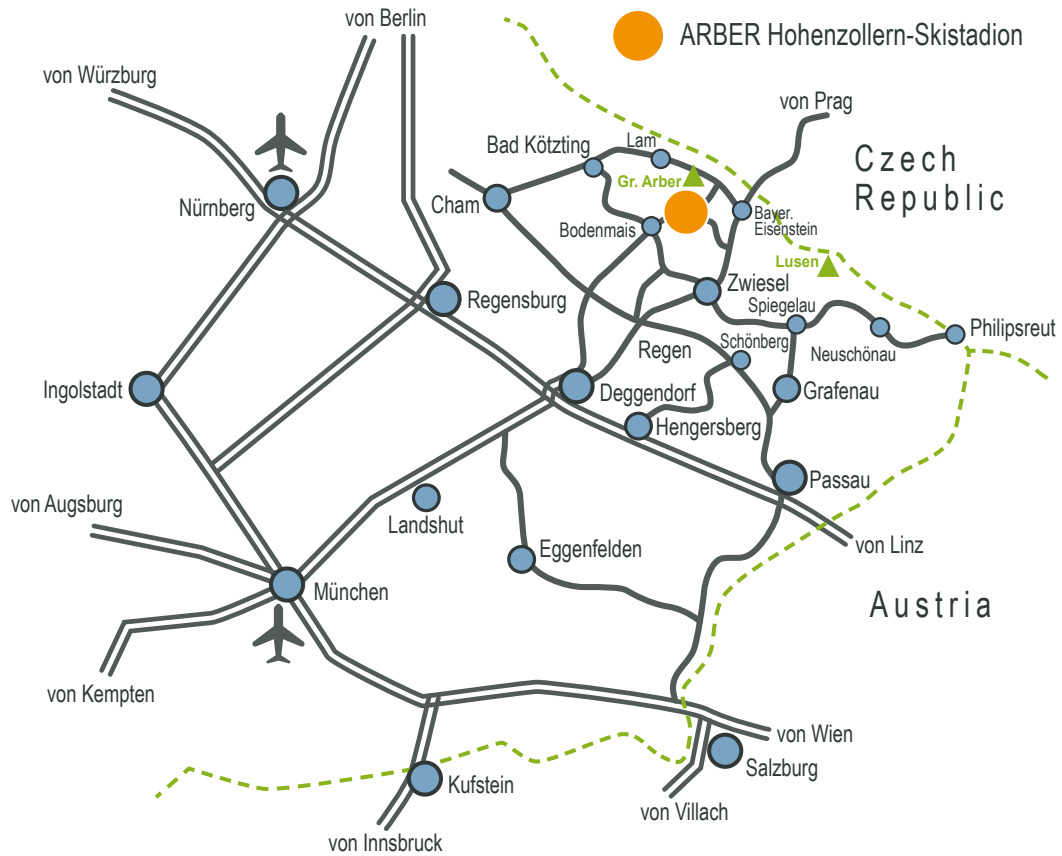 von Berlin
ARBER Hohenzollern-Skistadion
von Würzburg
von Prag
Lam
Bad Kötzting
Czech
Republic
Gr. Arber
Nürnberg
Cham
Bodenmais
Bayer.
Eisenstein
Lusen
Zwiesel
Regensburg
Spiegelau
Philipsreut
Schönberg
Neuschönau
Regen
Ingolstadt
Deggendorf
Grafenau
Hengersberg
Passau
von Augsburg
Landshut
von Linz
Eggenfelden
München
Austria
von Kempten
von Wien
Salzburg
Kufstein
von Villach
von Innsbruck